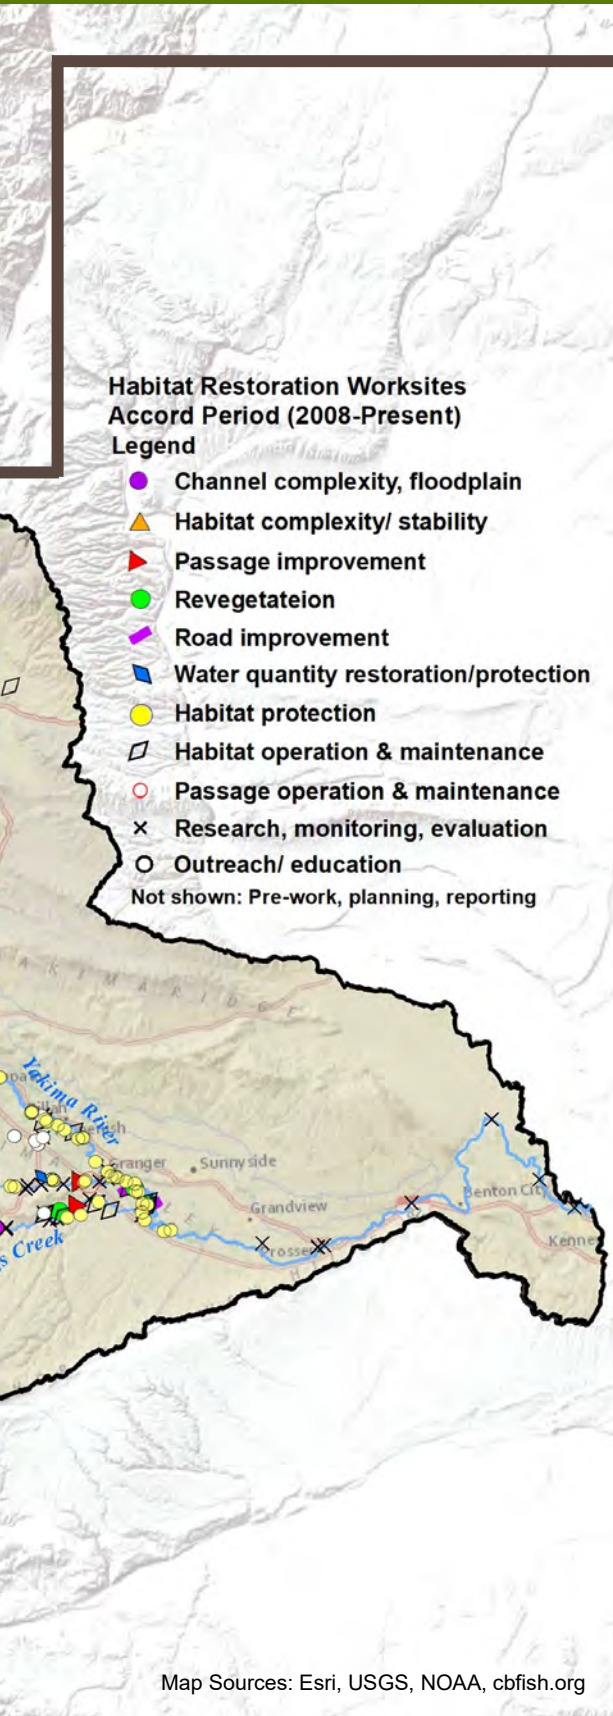 Habitat Restoration Worksites
Accord Period (2008-Present)
Legend
Channel complexity, floodplain
Habitat complexity/ stability
Passage improvement
Revegetateion
Road improvement
Water quantity restoration/protection
Habitat protection
Habitat operation & maintenance
Passage operation & maintenance
Research, monitoring, evaluation
Outreach/ education
Not shown: Pre-work, planning, reporting
A K I M A R I D G E
Yakima River
Granger
Sunnyside
Benton City
Grandview
Kenne
s Creek
82
Map Sources: Esri, USGS, NOAA, cbfish.org